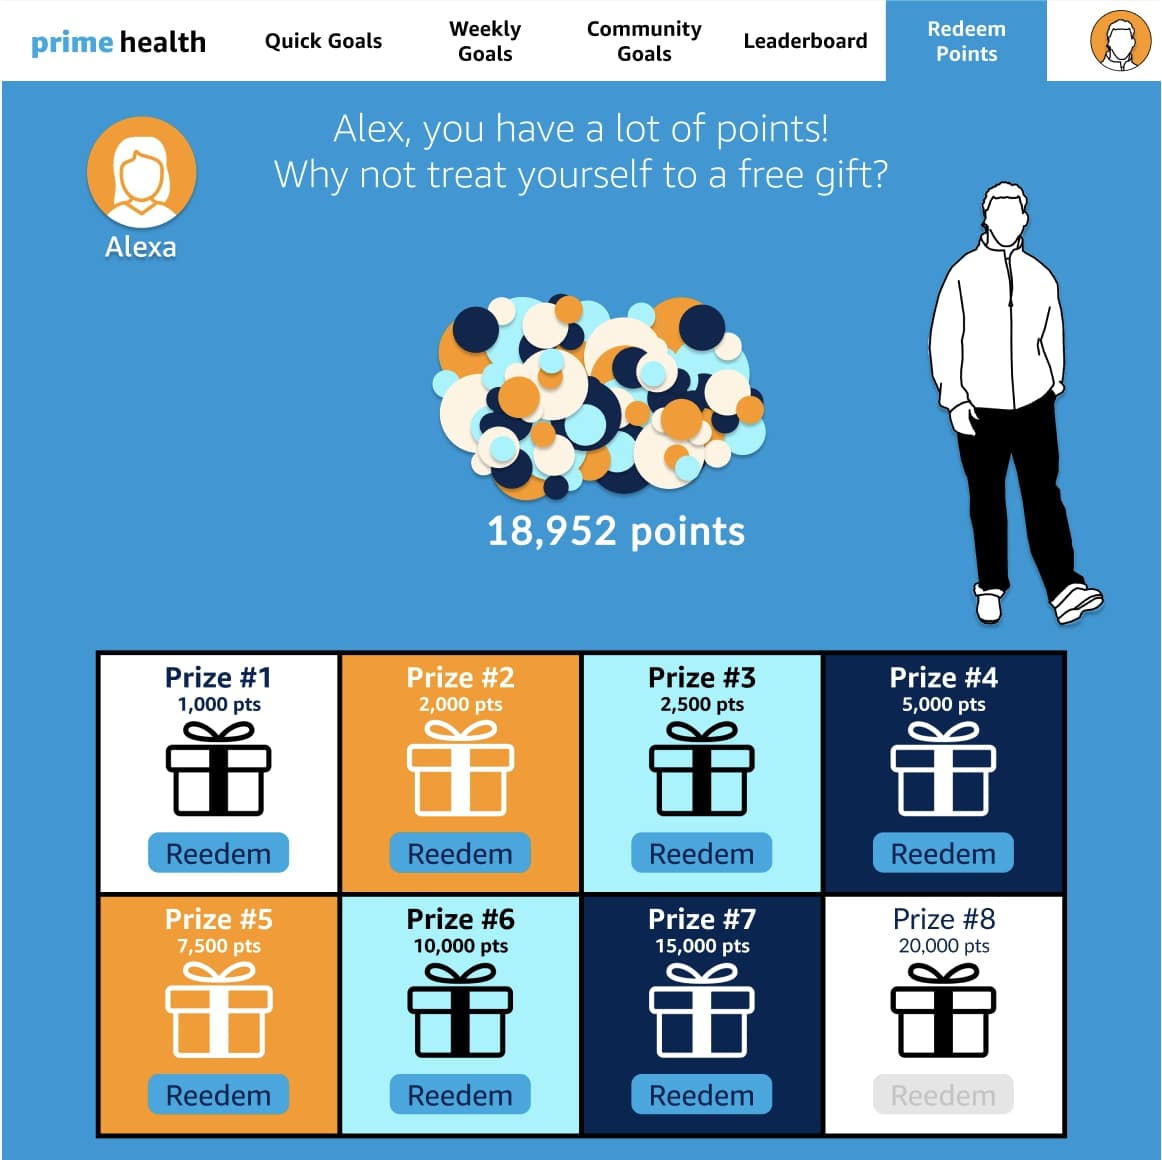 prime health
Quick Goals
Weekly
Goals
Community
Goals
Leaderboard
Redeem
Points
Alex, you have a lot of points!
Why not treat yourself to a free gift?
Alexa
18,952 points
Prize #1
1,000 pts
Reedem
Prize #2
2,000 pts
Reedem
Prize #3
2,500 pts
Reedem
Prize #4
5,000 pts
Reedem
Prize #5
7,500 pts
Reedem
Prize #6
10,000 pts
Reedem
Prize #7
15,000 pts
Reedem
Prize #8
20,000 pts
Reedem